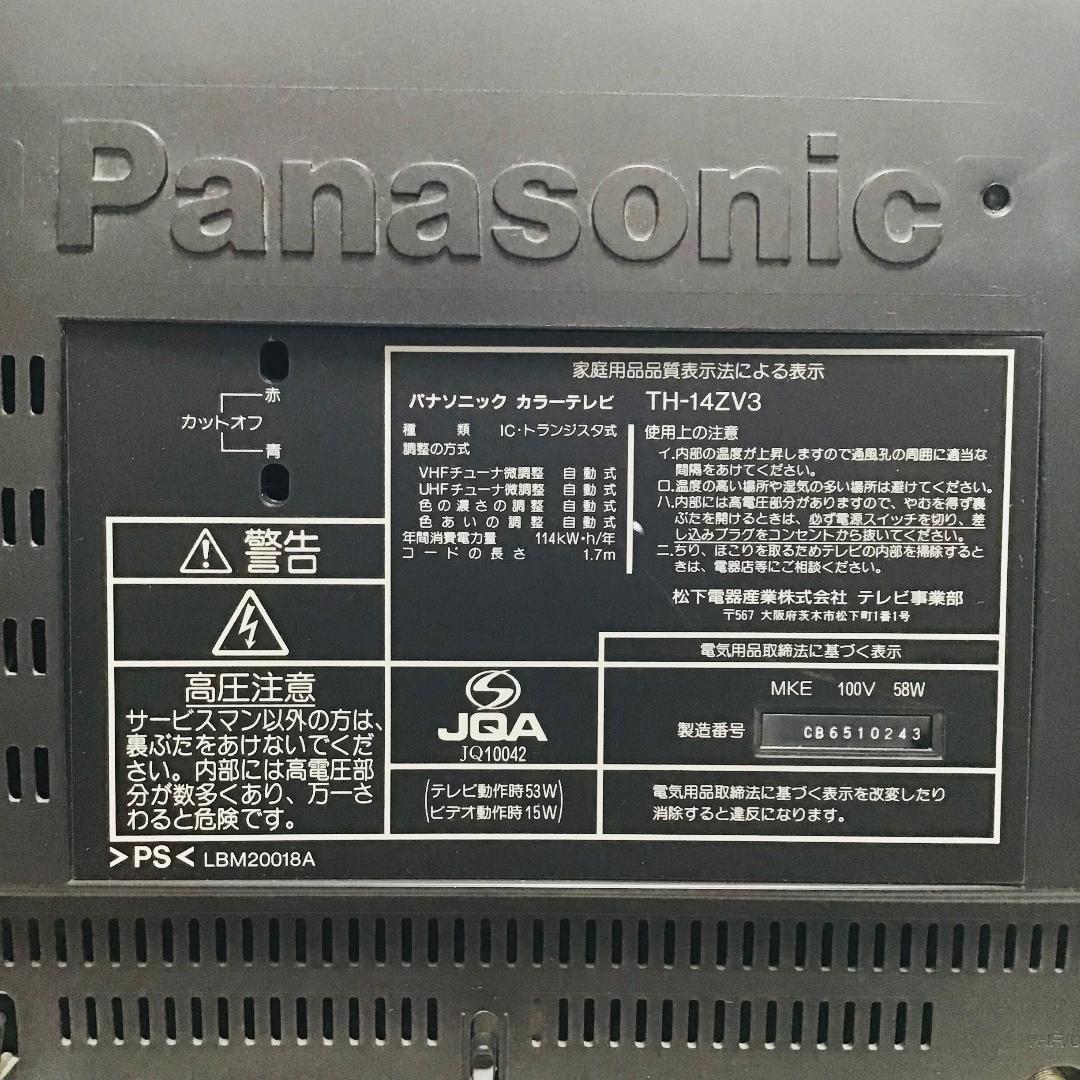 Panasonic
赤
カットオフ
青
警告
高圧注意
サービスマン以外の方は、
裏ぶたをあけないでくだ
さい。内部には高電圧部
分が数多くあり、万一さ
わると危険です。
>PS< LBM20018A
家庭用品品質表示法による表示
パナソニック カラーテレビ TH-14ZV3
種 類 IC・トランジスタ式
調整の方式
VHFチューナ微調整 自動式
UHFチューナ微調整 自動式
色の濃さの調整 自動式
色あいの調整 自動式
年間消費電力量 114kW・h/年
コードの長さ 1.7m
使用上の注意
イ.内部の温度が上昇しますので通風孔の周囲に適当な
間隔をあけてください。
ロ.温度の高い場所や湿気の多い場所は避けてください。
ハ.内部には高電圧部分がありますので、やむを得ず裏
ぶたを開けるときは、必ず電源スイッチを切り、差
し込みプラグをコンセントから抜いてください。
ニ.ちり、ほこりを取るためテレビの内部を掃除すると
きは、電器店等にご相談ください。
松下電器産業株式会社 テレビ事業部
〒567 大阪府茨木市松下町1番1号
電気用品取締法に基づく表示
MKE 100V 58W
製造番号 CB6510243
JQA
JQ10042
(テレビ動作時53W
ビデオ動作時15W)
電気用品取締法に基づく表示を改変したり
消除すると違反になります。